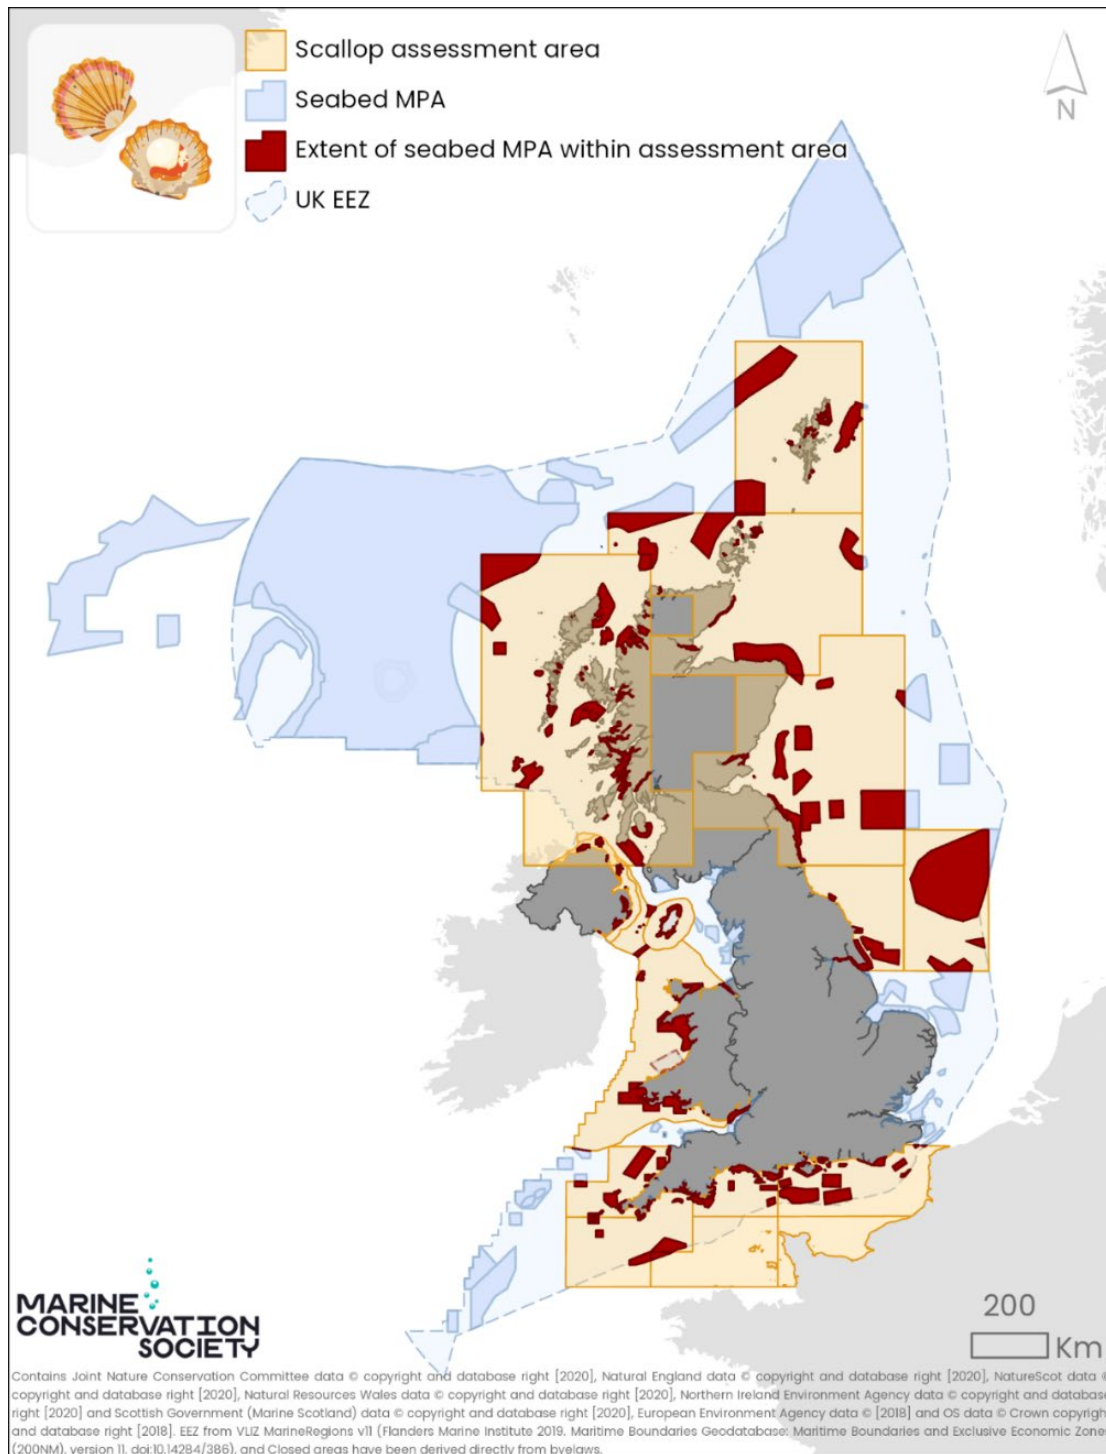 Scallop assessment area
Seabed MPA
Extent of seabed MPA within assessment area
UK EEZ
N
MARINE
CONSERVATION
SOCIETY
200
Km
Contains Joint Nature Conservation Committee data © copyright and database right [2020], Natural England data © copyright and database right [2020], NatureScot data ©
copyright and database right [2020], Natural Resources Wales data © copyright and database right [2020], Northern Ireland Environment Agency data © copyright and database
right [2020] and Scottish Government (Marine Scotland) data © copyright and database right [2020], European Environment Agency data © [2018] and OS data © Crown copyright
and database right [2018]. EEZ from VLIZ MarineRegions v11 (Flanders Marine Institute 2019. Maritime Boundaries Geodatabase: Maritime Boundaries and Exclusive Economic Zones
(200NM), version 11. doi:10.14284/386). and Closed areas have been derived directly from byelaws.